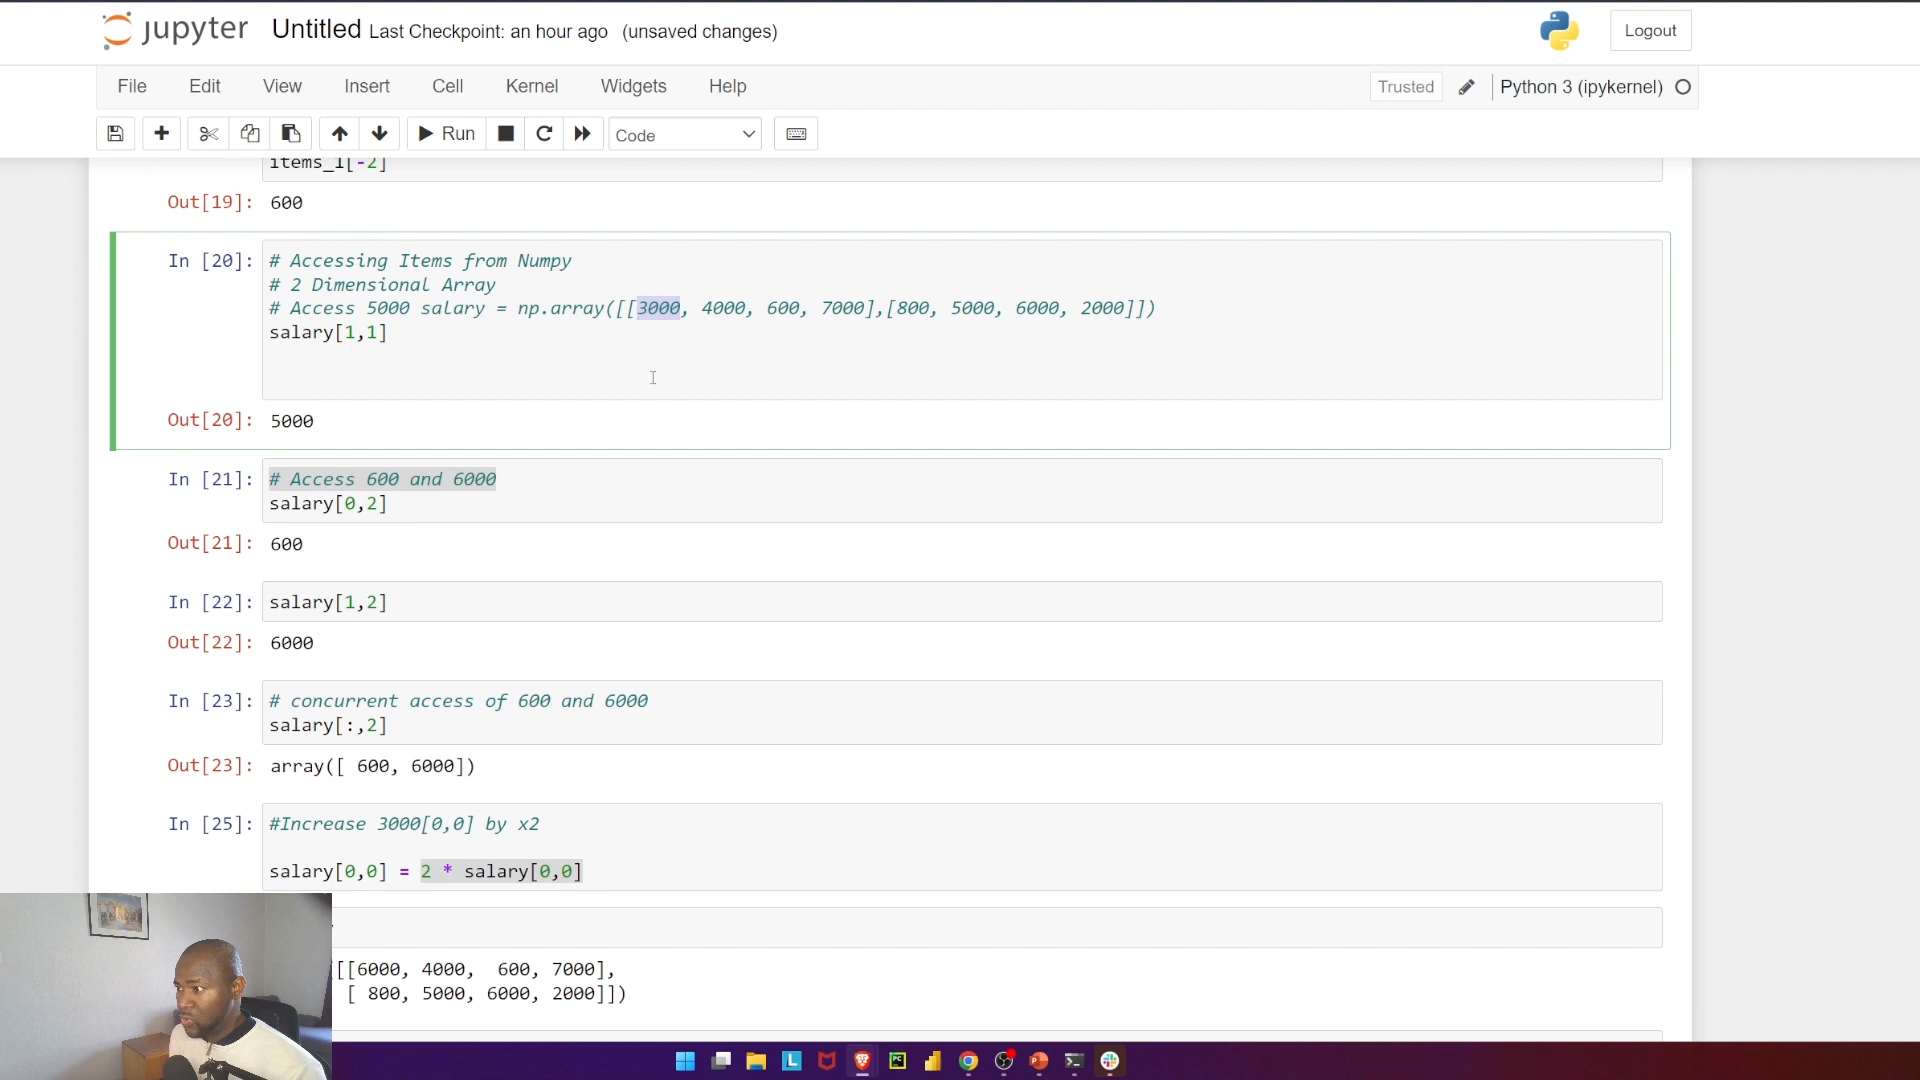 jupyter Untitled Last Checkpoint: an hour ago (unsaved changes) Logout
File Edit View Insert Cell Kernel Widgets Help Trusted Python 3 (ipykernel)
Run Code
items_1[-2]
Out[19]: 600
In [20]: # Accessing Items from Numpy
# 2 Dimensional Array
# Access 5000 salary = np.array([[3000, 4000, 600, 7000],[800, 5000, 6000, 2000]])
salary[1,1]
Out[20]: 5000
In [21]: # Access 600 and 6000
salary[0,2]
Out[21]: 600
In [22]: salary[1,2]
Out[22]: 6000
In [23]: # concurrent access of 600 and 6000
salary[:,2]
Out[23]: array([ 600, 6000])
In [25]: #Increase 3000[0,0] by x2
salary[0,0] = 2 * salary[0,0]
[[6000, 4000, 600, 7000],
[ 800, 5000, 6000, 2000]])